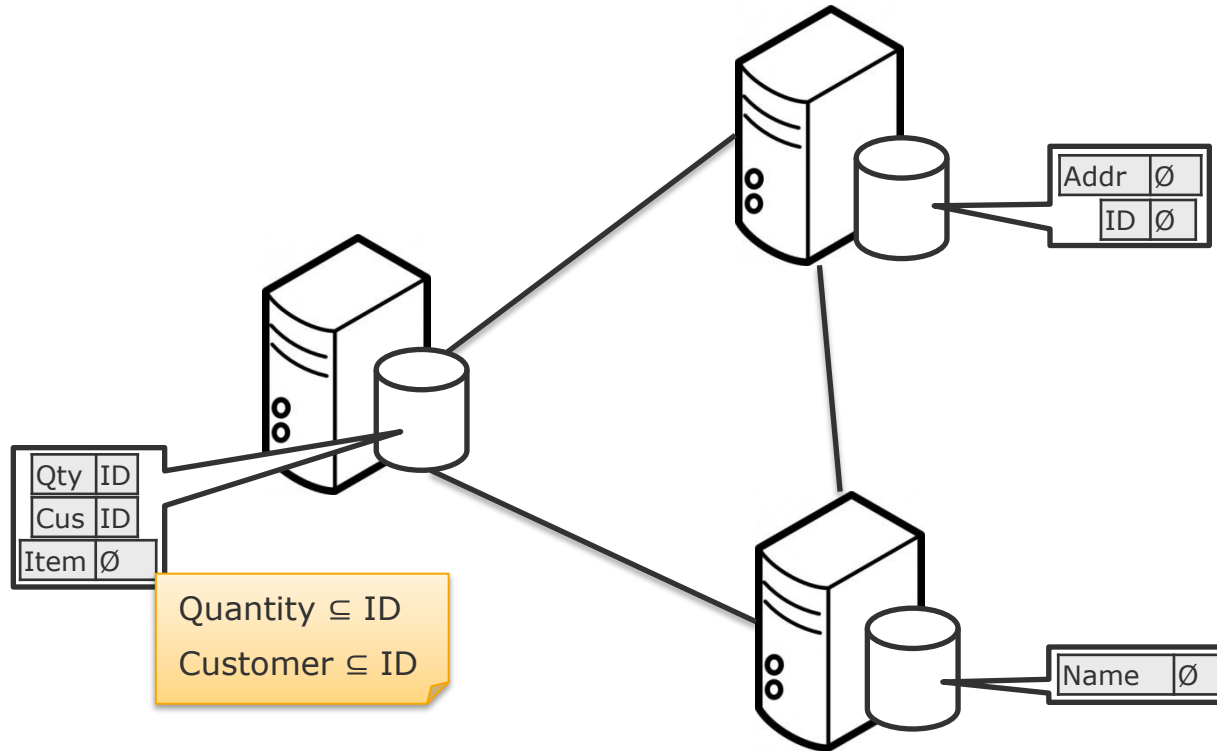 Addr Ø
ID Ø
Qty ID
Cus ID
Item Ø
Quantity ⊆ ID
Customer ⊆ ID
Name Ø